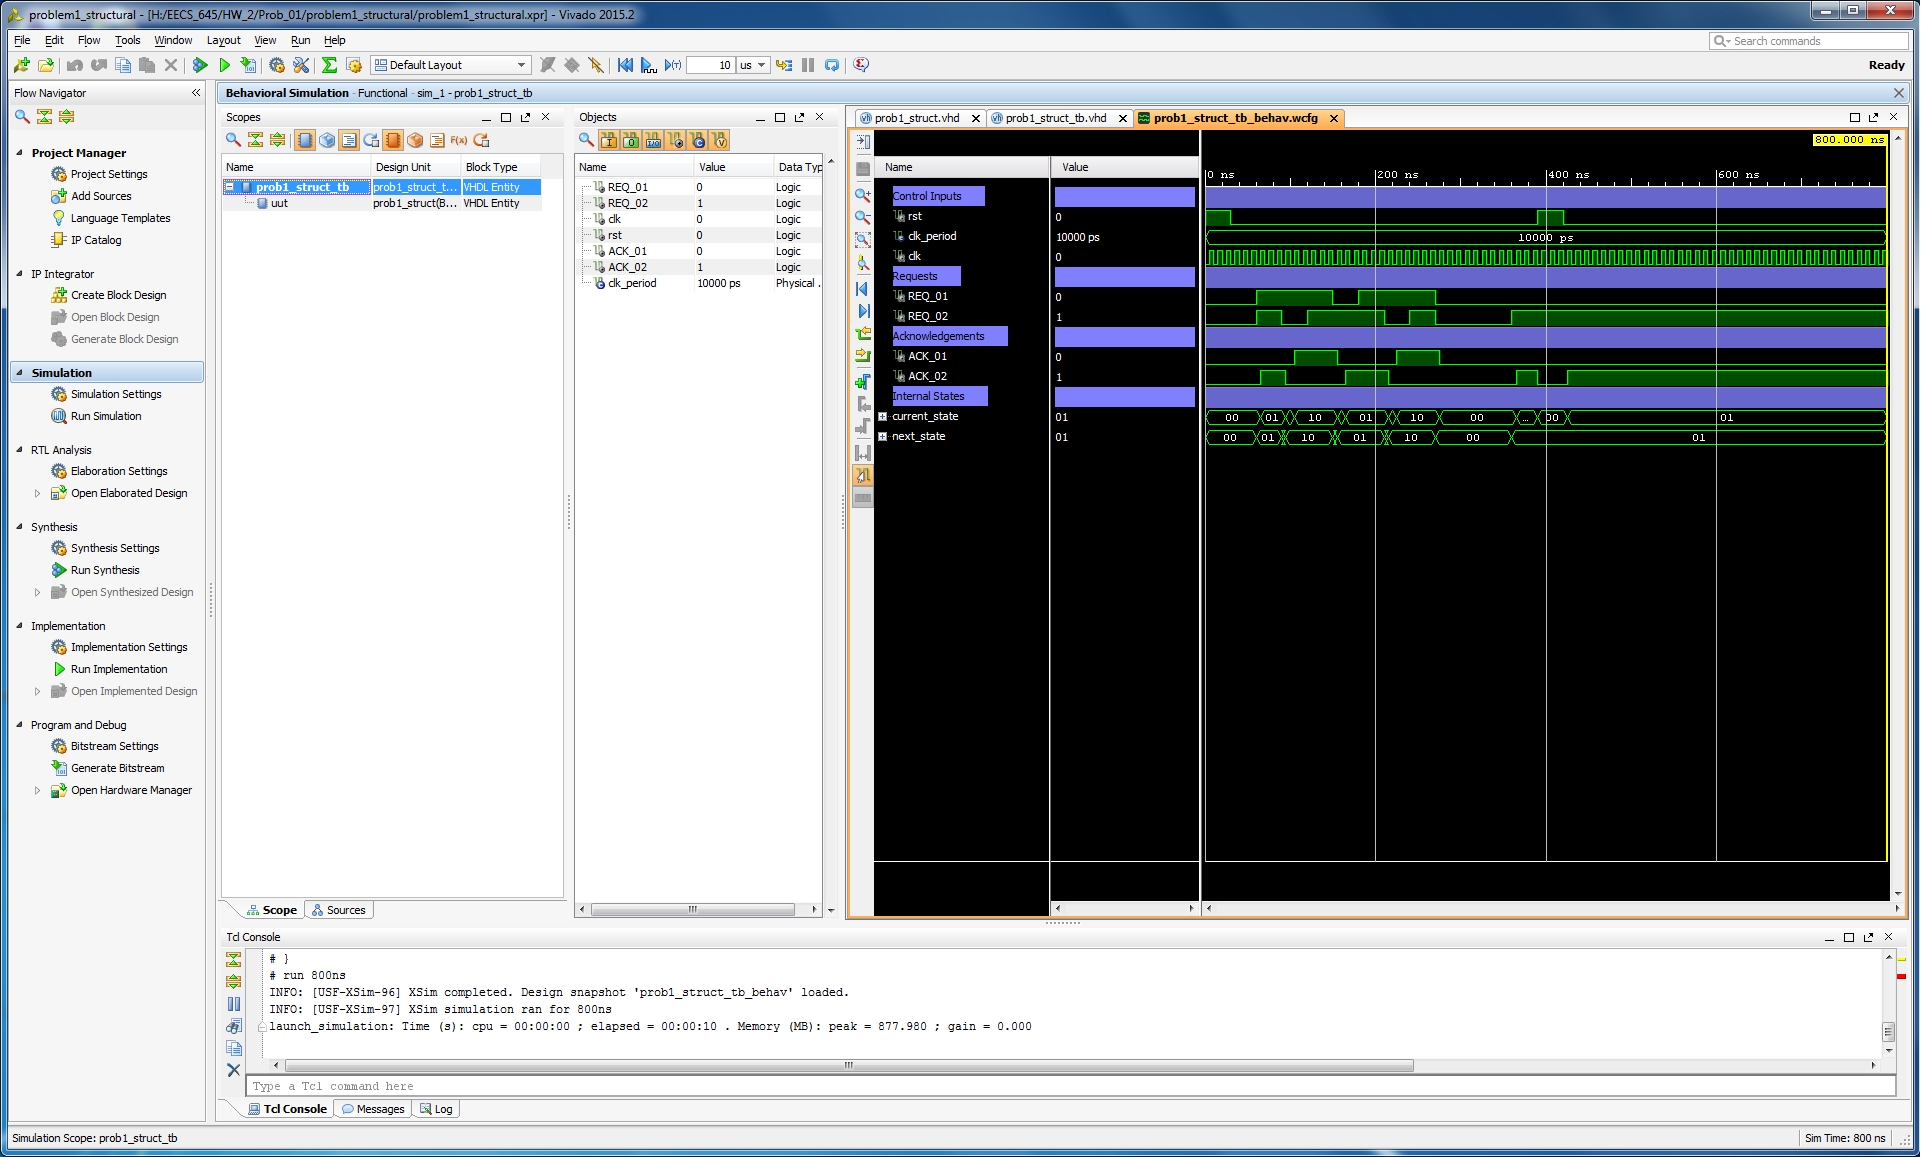 problem1_structural - [H:/EECS_645/HW_2/Prob_01/problem1_structural/problem1_structural.xpr] - Vivado 2015.2
File Edit Flow Tools Window Layout View Run Help
Search commands
Default Layout
10 us
Ready
Flow Navigator
Project Manager
Project Settings
Add Sources
Language Templates
IP Catalog
IP Integrator
Create Block Design
Open Block Design
Generate Block Design
Simulation
Simulation Settings
Run Simulation
RTL Analysis
Elaboration Settings
Open Elaborated Design
Synthesis
Synthesis Settings
Run Synthesis
Open Synthesized Design
Implementation
Implementation Settings
Run Implementation
Open Implemented Design
Program and Debug
Bitstream Settings
Generate Bitstream
Open Hardware Manager
Behavioral Simulation - Functional - sim_1 - prob1_struct_tb
Scopes
F(x)
Name Design Unit Block Type
prob1_struct_tb prob1_struct_t... VHDL Entity
uut prob1_struct(B... VHDL Entity
Scope Sources
Objects
Name Value Data Typ
REQ_01 0 Logic
REQ_02 1 Logic
clk 0 Logic
rst 0 Logic
ACK_01 0 Logic
ACK_02 1 Logic
clk_period 10000 ps Physical .
prob1_struct.vhd prob1_struct_tb.vhd prob1_struct_tb_behav.wcfg
800.000 ns
Name Value
0 ns 200 ns 400 ns 600 ns
Control Inputs
rst 0
clk_period 10000 ps 10000 ps
clk 0
Requests
REQ_01 0
REQ_02 1
Acknowledgements
ACK_01 0
ACK_02 1
Internal States
current_state 01 00 01 10 01 10 00 ... 00 01
next_state 01 00 01 10 01 10 00 01
Tcl Console
# }
# run 800ns
INFO: [USF-XSim-96] XSim completed. Design snapshot 'prob1_struct_tb_behav' loaded.
INFO: [USF-XSim-97] XSim simulation ran for 800ns
launch_simulation: Time (s): cpu = 00:00:00 ; elapsed = 00:00:10 . Memory (MB): peak = 877.980 ; gain = 0.000
Type a Tcl command here
Tcl Console Messages Log
Simulation Scope: prob1_struct_tb
Sim Time: 800 ns